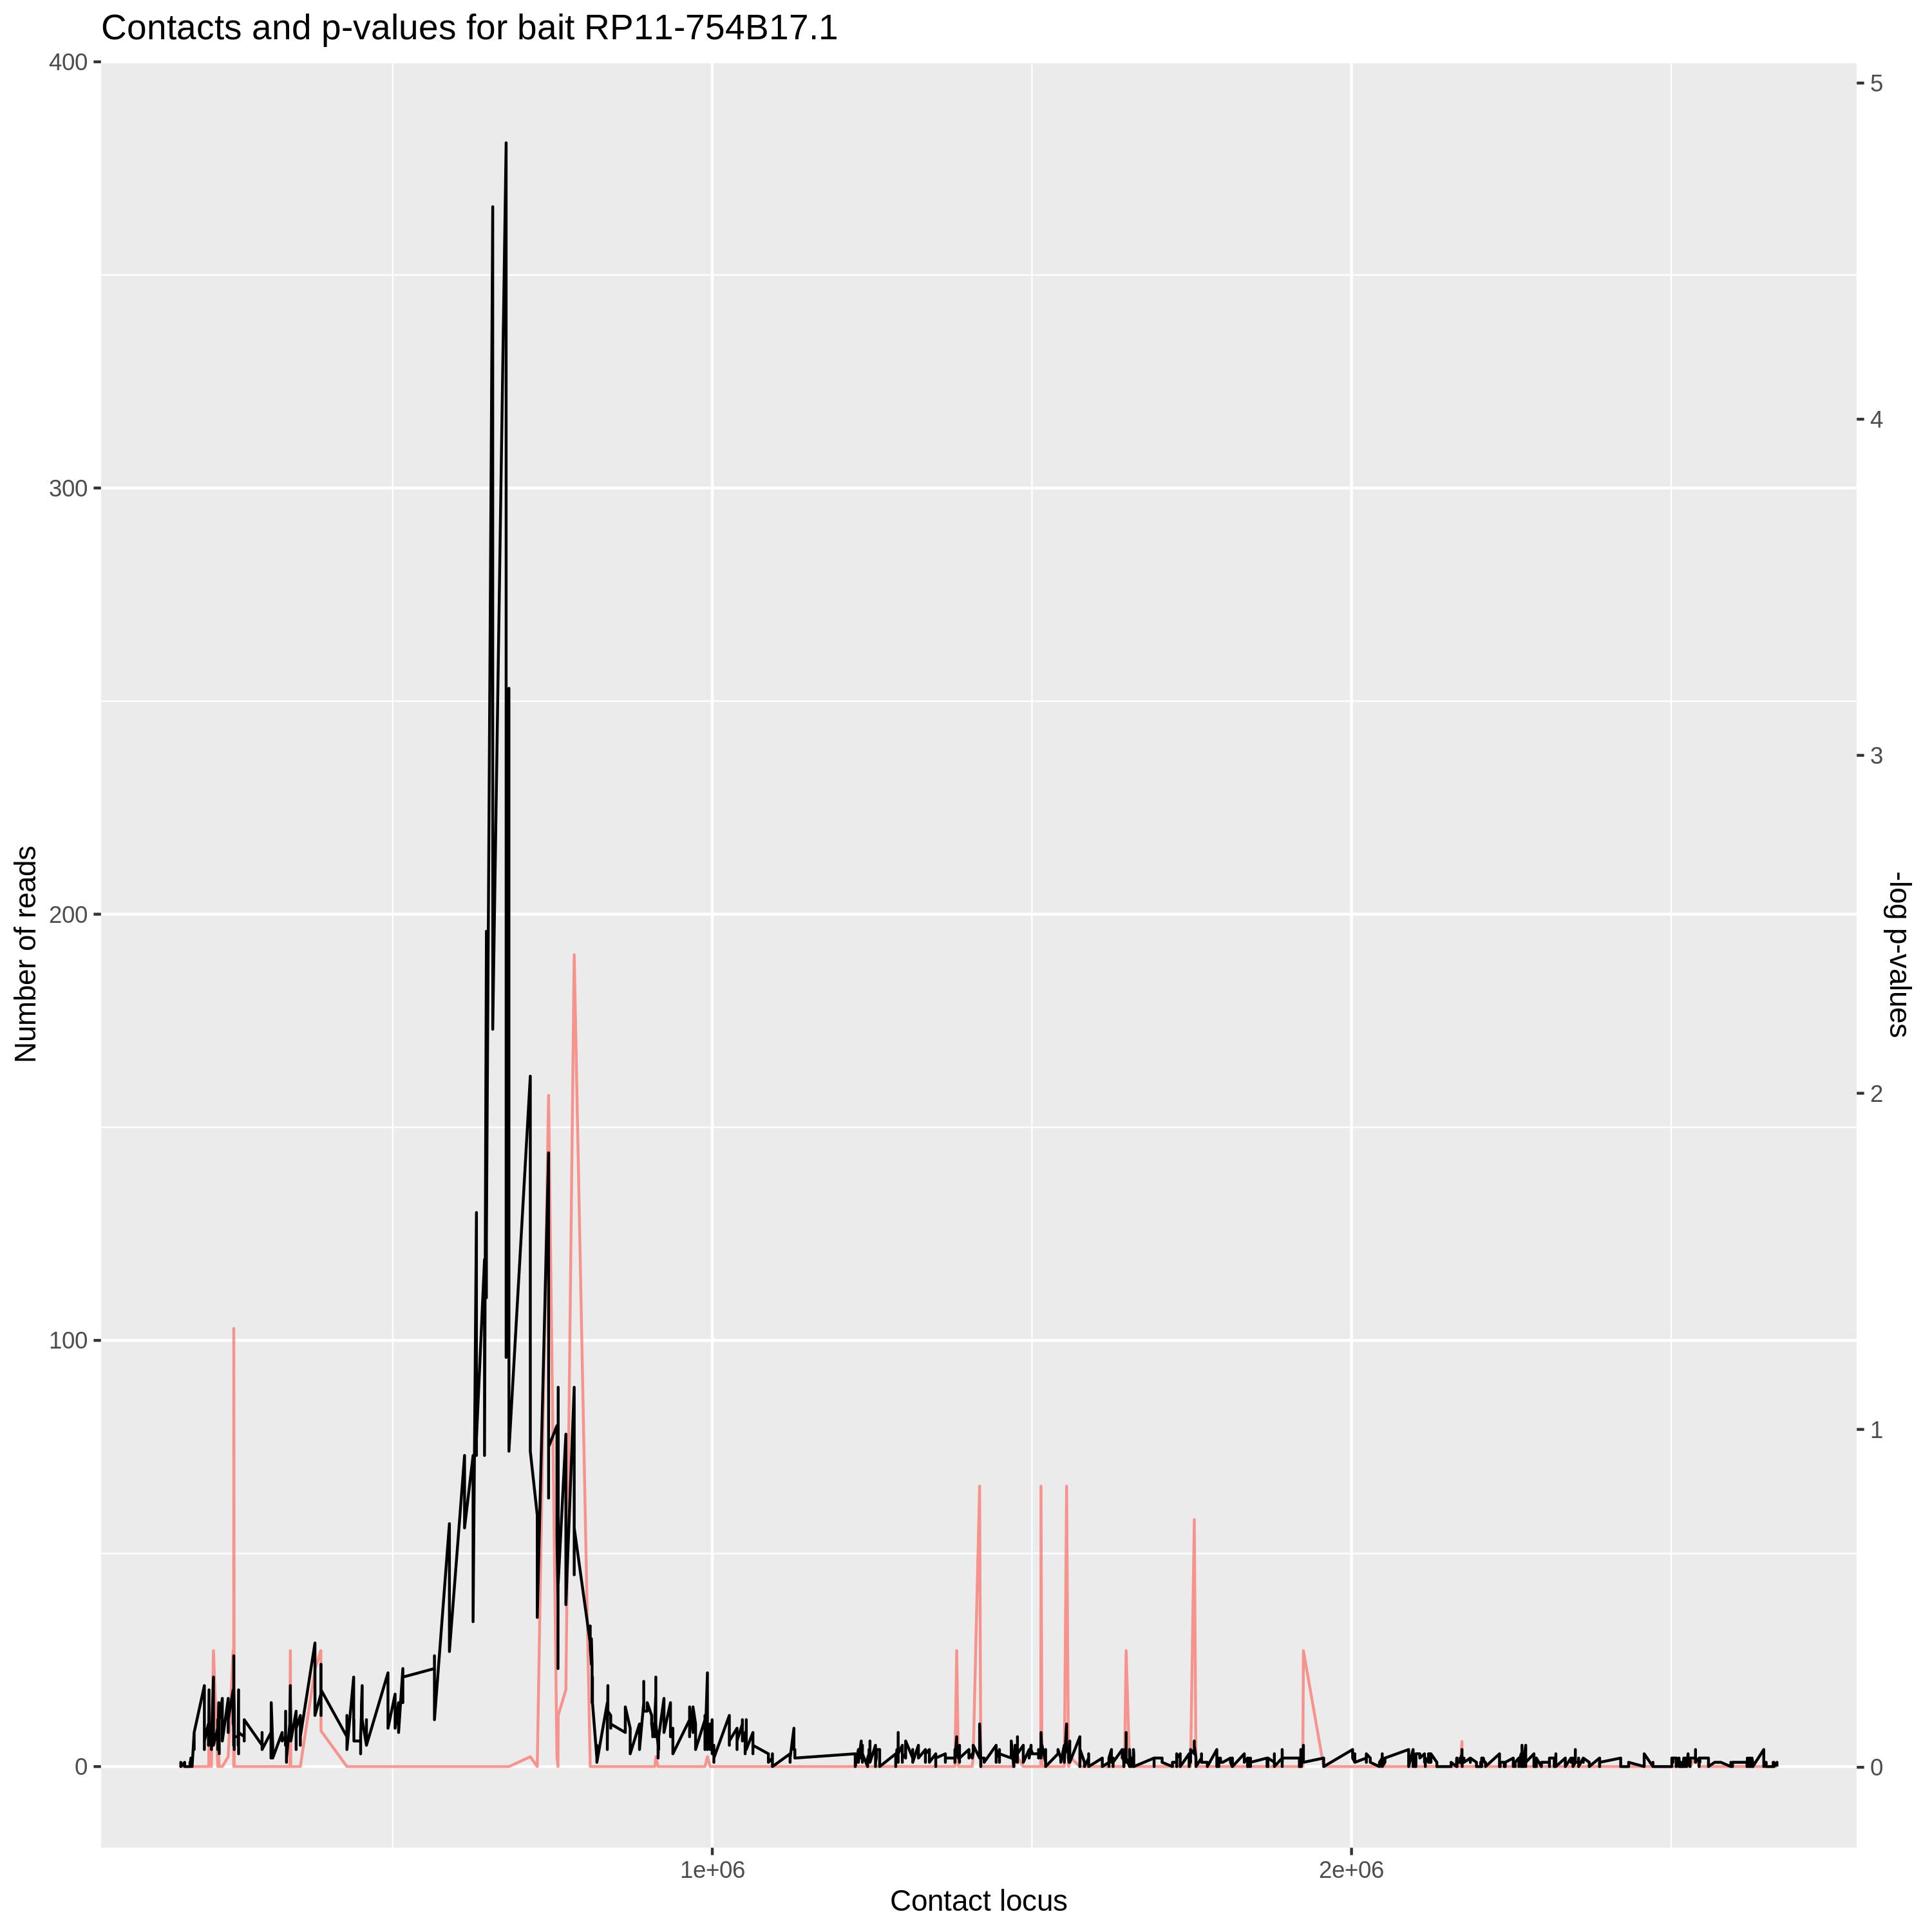 Contacts and p-values for bait RP11-754B17.1
400
300
200
100
0
Number of reads
5
4
3
2
1
0
-log p-values
1e+06
2e+06
Contact locus